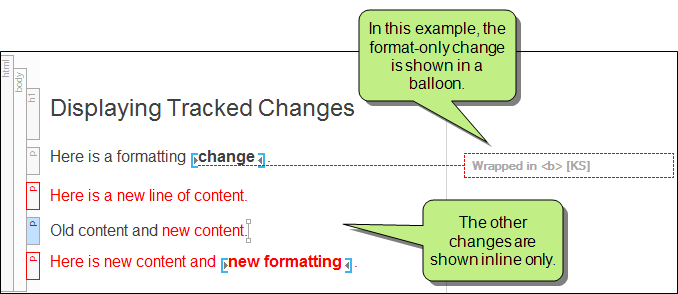 In this example, the
format-only change
is shown in a
balloon.
html
body
h1
Displaying Tracked Changes
p
Here is a formatting change.
Wrapped in <b> [KS]
p
Here is a new line of content.
p
Old content and new content.
The other
changes are
shown inline only.
p
Here is new content and new formatting.